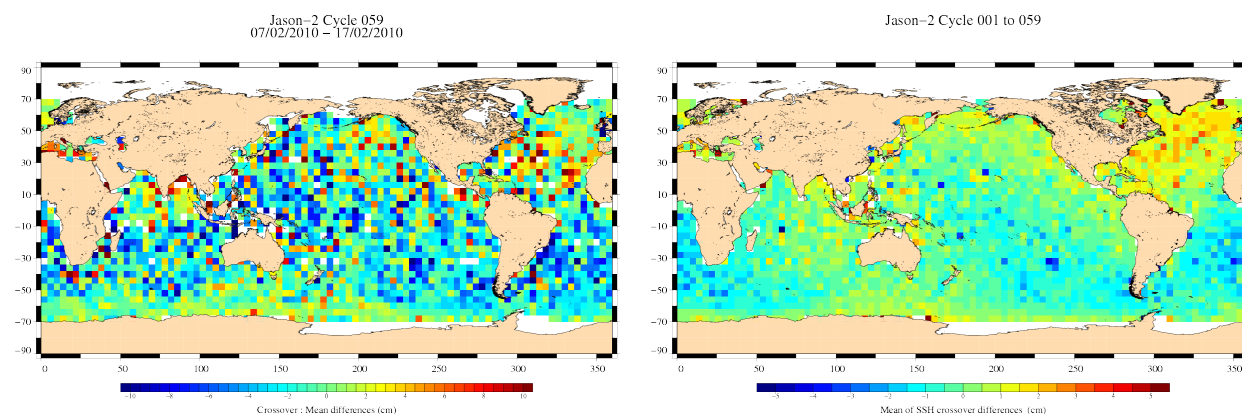 Jason−2 Cycle 059
07/02/2010 − 17/02/2010
90
70
50
30
10
−10
−30
−50
−70
−90
0 50 100 150 200 250 300 350
−10 −8 −6 −4 −2 0 2 4 6 8 10
Crossover : Mean differences (cm)
Jason−2 Cycle 001 to 059
90
70
50
30
10
−10
−30
−50
−70
−90
0 50 100 150 200 250 300 350
−5 −4 −3 −2 −1 0 1 2 3 4 5
Mean of SSH crossover differences (cm)